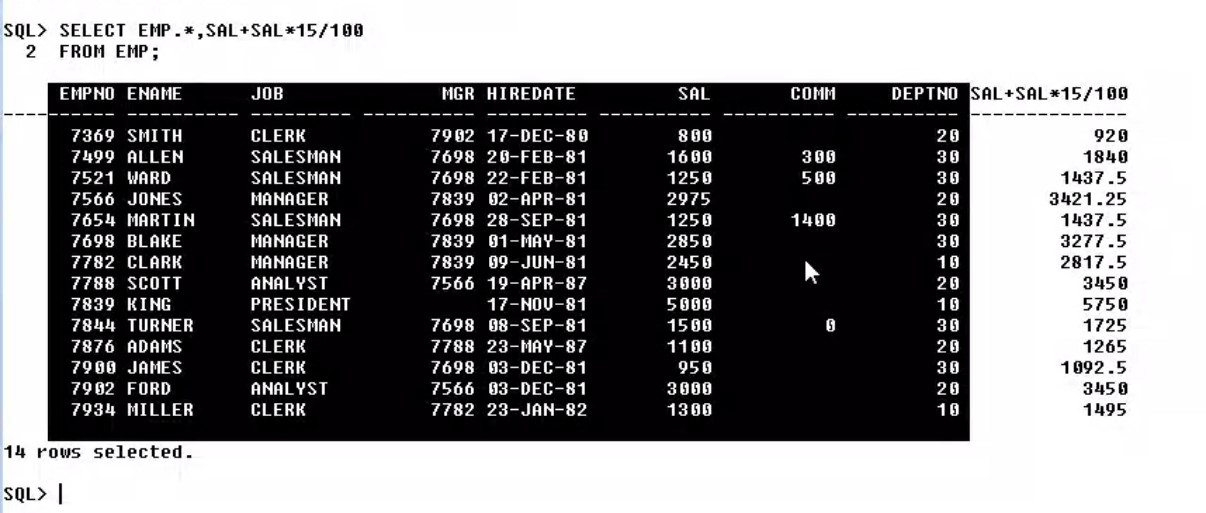 SQL> SELECT EMP.*,SAL+SAL*15/100
  2  FROM EMP;
     EMPNO ENAME      JOB              MGR HIREDATE         SAL       COMM     DEPTNO SAL+SAL*15/100
---------- ---------- --------- ---------- --------- ---------- ---------- ---------- --------------
      7369 SMITH      CLERK           7902 17-DEC-80        800                    20            920
      7499 ALLEN      SALESMAN        7698 20-FEB-81       1600        300         30           1840
      7521 WARD       SALESMAN        7698 22-FEB-81       1250        500         30         1437.5
      7566 JONES      MANAGER         7839 02-APR-81       2975                    20        3421.25
      7654 MARTIN     SALESMAN        7698 28-SEP-81       1250       1400         30         1437.5
      7698 BLAKE      MANAGER         7839 01-MAY-81       2850                    30         3277.5
      7782 CLARK      MANAGER         7839 09-JUN-81       2450                    10         2817.5
      7788 SCOTT      ANALYST         7566 19-APR-87       3000                    20           3450
      7839 KING       PRESIDENT            17-NOV-81       5000                    10           5750
      7844 TURNER     SALESMAN        7698 08-SEP-81       1500          0         30           1725
      7876 ADAMS      CLERK           7788 23-MAY-87       1100                    20           1265
      7900 JAMES      CLERK           7698 03-DEC-81        950                    30         1092.5
      7902 FORD       ANALYST         7566 03-DEC-81       3000                    20           3450
      7934 MILLER     CLERK           7782 23-JAN-82       1300                    10           1495
14 rows selected.
SQL>